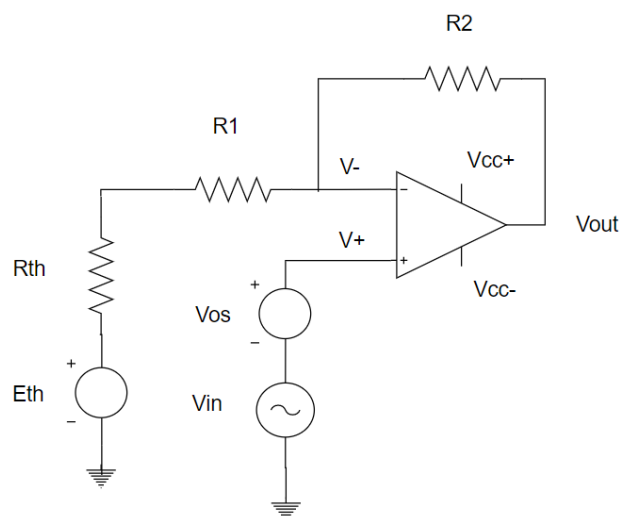 R2
R1
V-
Vcc+
−
Vout
V+
+
Rth
Vcc-
+
Vos
−
+
Eth
Vin
−